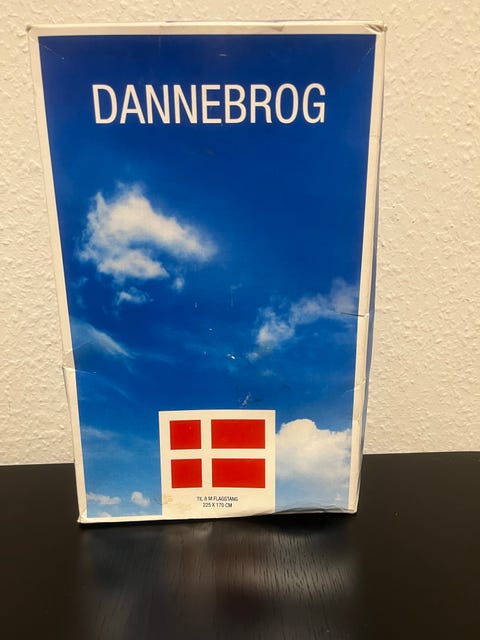 DANNEBROG
TIL 8 M FLAGSTANG
225 X 170 CM